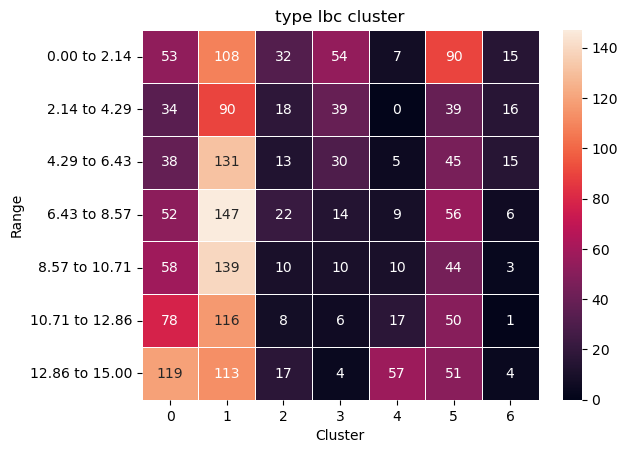 type Ibc cluster
Range
0.00 to 2.14 53 108 32 54 7 90 15
2.14 to 4.29 34 90 18 39 0 39 16
4.29 to 6.43 38 131 13 30 5 45 15
6.43 to 8.57 52 147 22 14 9 56 6
8.57 to 10.71 58 139 10 10 10 44 3
10.71 to 12.86 78 116 8 6 17 50 1
12.86 to 15.00 119 113 17 4 57 51 4
0 1 2 3 4 5 6
Cluster
140
120
100
80
60
40
20
0